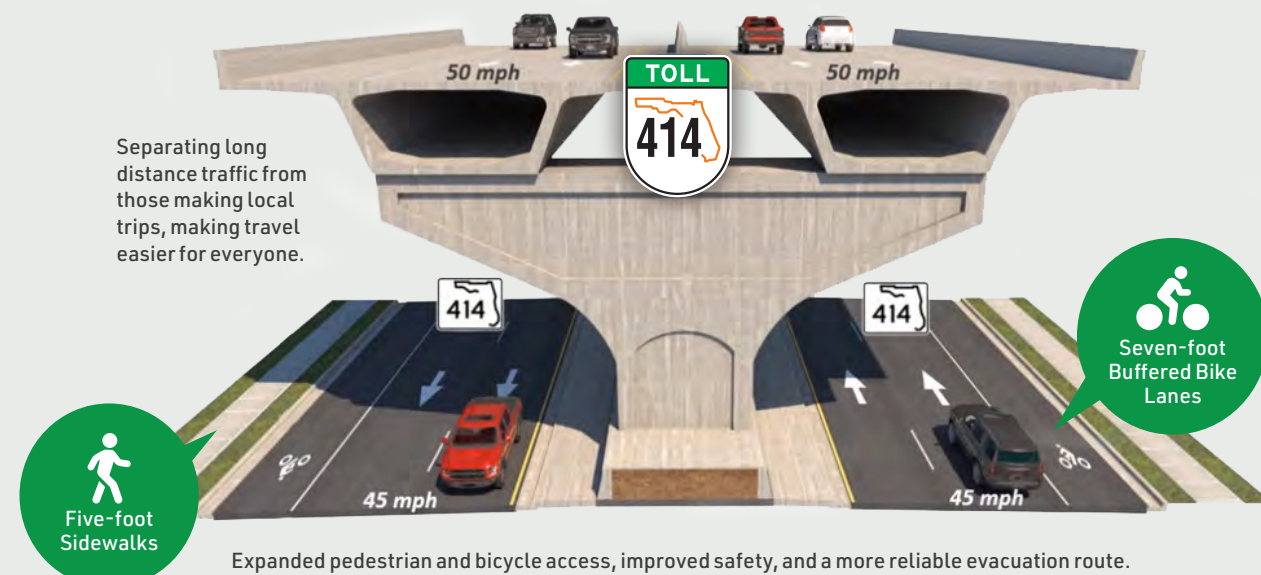 50 mph
50 mph
TOLL
414
Separating long
distance traffic from
those making local
trips, making travel
easier for everyone.
414
414
Seven-foot
Buffered Bike
Lanes
Five-foot
Sidewalks
45 mph
45 mph
Expanded pedestrian and bicycle access, improved safety, and a more reliable evacuation route.